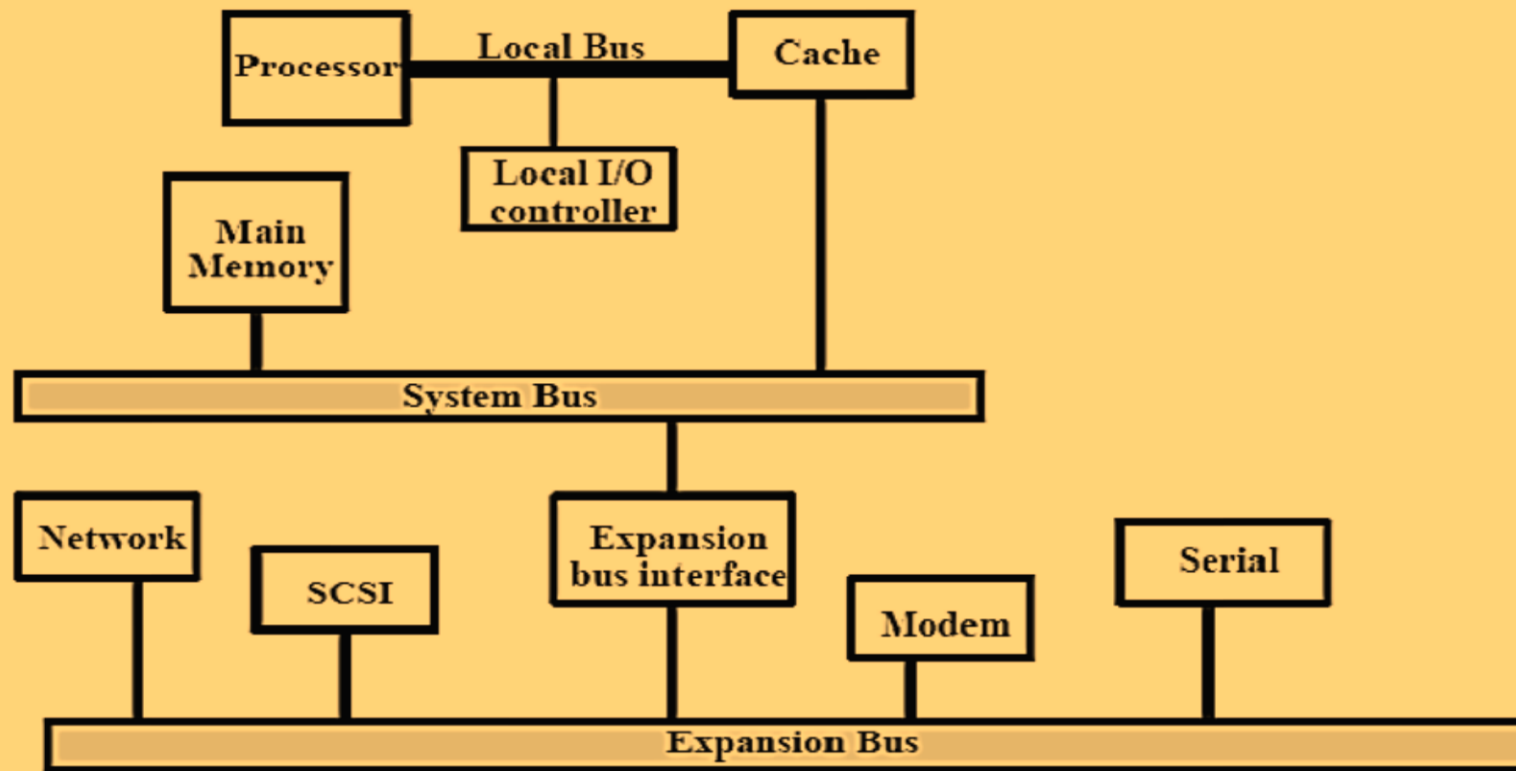 Processor
Local Bus
Cache
Local I/O
controller
Main
Memory
System Bus
Network
SCSI
Expansion
bus interface
Modem
Serial
Expansion Bus